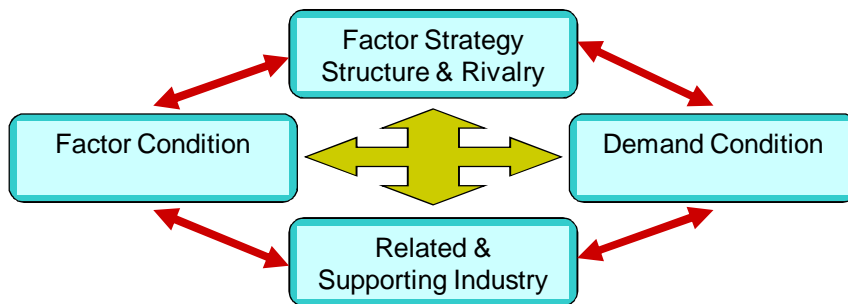 Factor Strategy
Structure & Rivalry
Factor Condition
Demand Condition
Related &
Supporting Industry